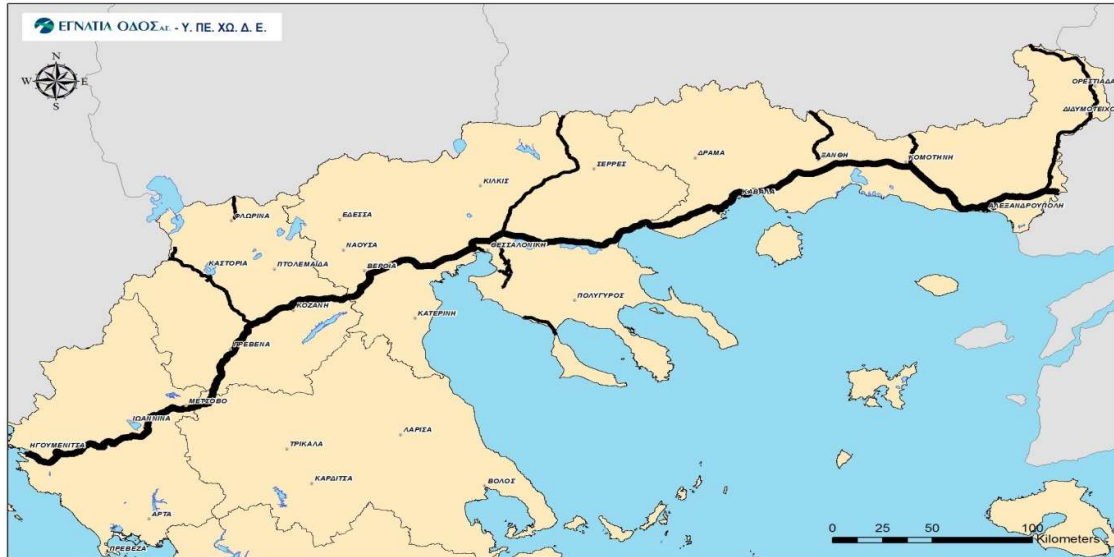 ΕΓΝΑΤΙΑ ΟΔΟΣ Α.Ε. - Υ. ΠΕ. ΧΩ. Δ. Ε.
N
W E
S
ΟΡΕΣΤΙΑΔΑ
ΔΙΔΥΜΟΤΕΙΧΟ
ΔΡΑΜΑ
ΞΑΝΘΗ
ΚΟΜΟΤΗΝΗ
ΣΕΡΡΕΣ
ΚΙΛΚΙΣ
ΚΑΒΑΛΑ
ΑΛΕΞΑΝΔΡΟΥΠΟΛΗ
ΦΛΩΡΙΝΑ
ΕΔΕΣΣΑ
ΝΑΟΥΣΑ
ΘΕΣΣΑΛΟΝΙΚΗ
ΚΑΣΤΟΡΙΑ
ΠΤΟΛΕΜΑΪΔΑ
ΒΕΡΟΙΑ
ΠΟΛΥΓΥΡΟΣ
ΚΟΖΑΝΗ
ΚΑΤΕΡΙΝΗ
ΓΡΕΒΕΝΑ
ΜΕΤΣΟΒΟ
ΙΩΑΝΝΙΝΑ
ΗΓΟΥΜΕΝΙΤΣΑ
ΛΑΡΙΣΑ
ΤΡΙΚΑΛΑ
ΚΑΡΔΙΤΣΑ
ΒΟΛΟΣ
ΑΡΤΑ
ΠΡΕΒΕΖΑ
0 25 50 100
Kilometers